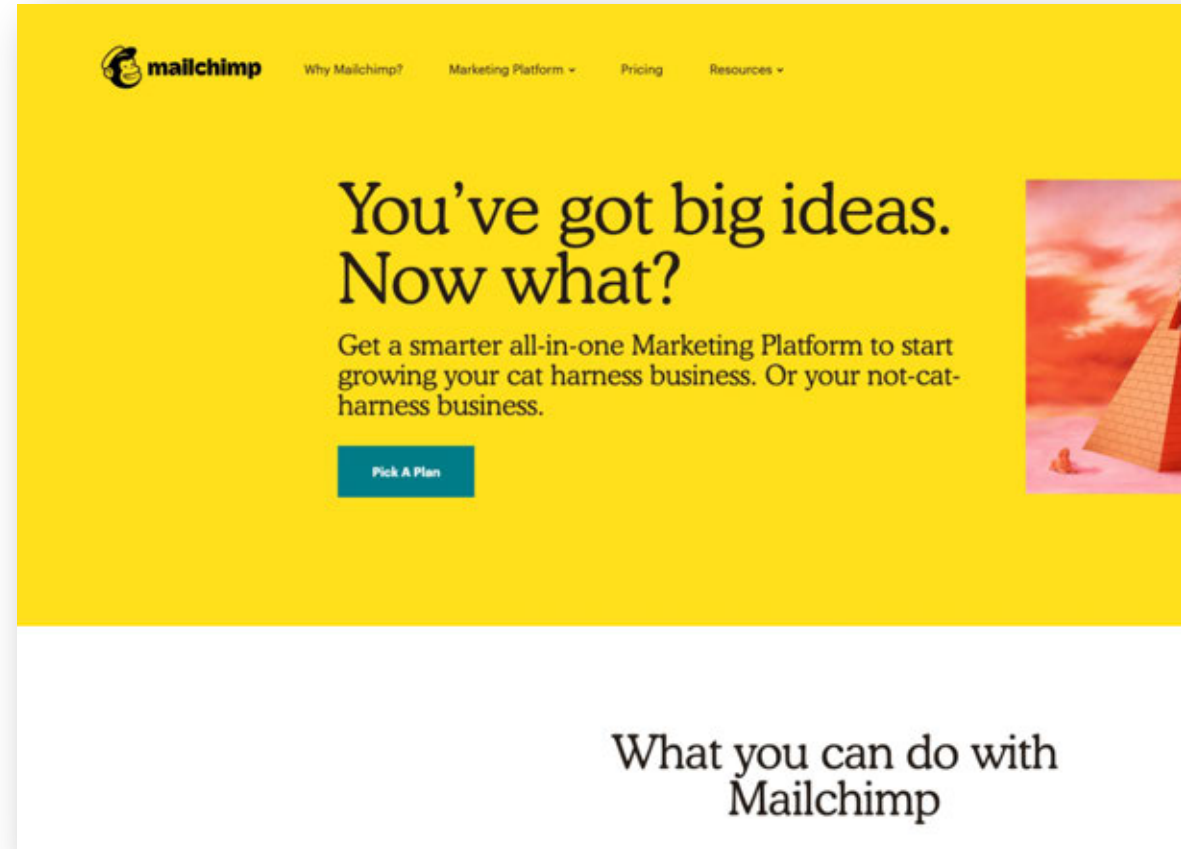 mailchimp
Why Mailchimp? Marketing Platform Pricing Resources
You’ve got big ideas.
Now what?
Get a smarter all-in-one Marketing Platform to start
growing your cat harness business. Or your not-cat-
harness business.
Pick A Plan
What you can do with
Mailchimp